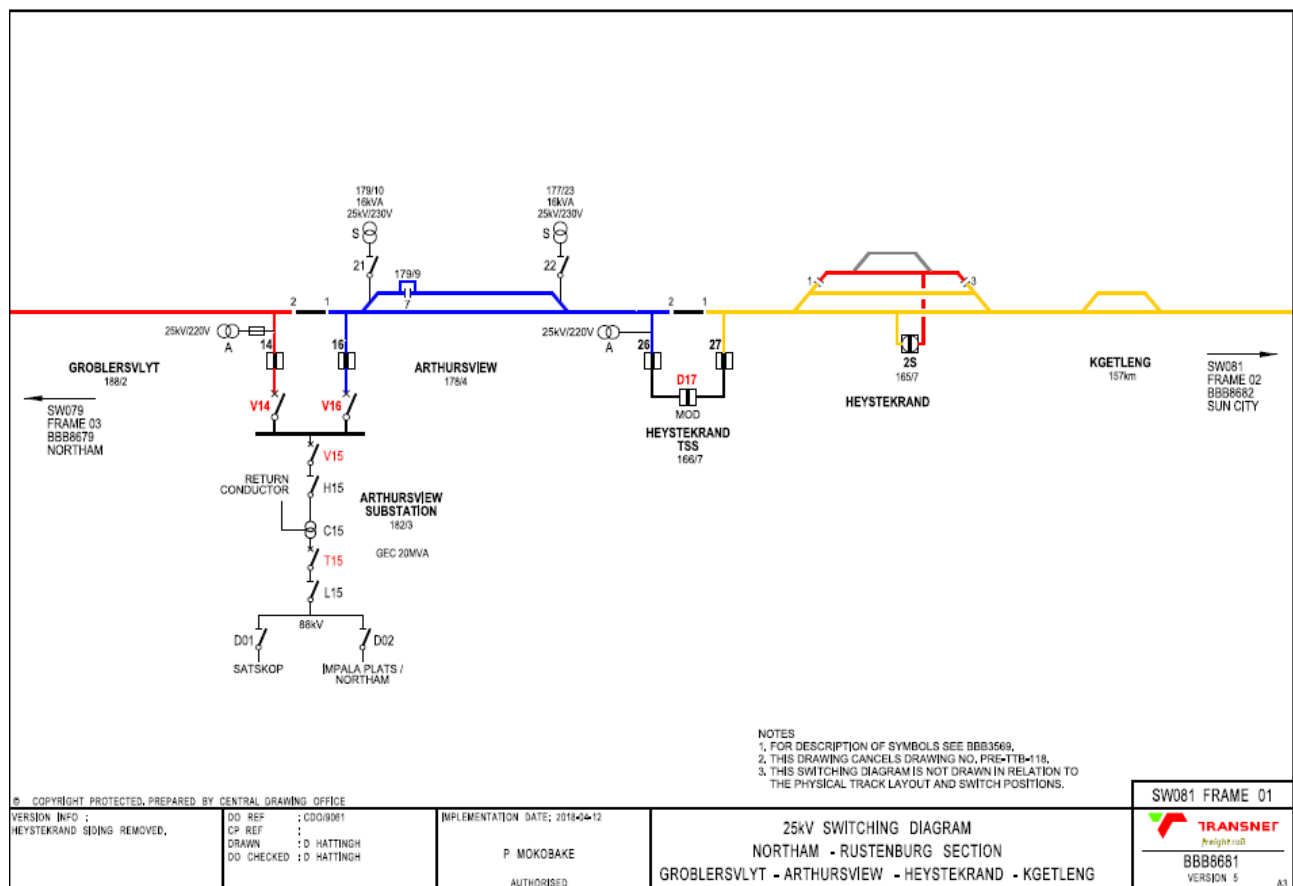 179/10
16kVA
25kV/230V
S
21
177/23
16kVA
25kV/230V
S
22
179/9
7
1
3
2
1
2
1
25kV/220V
A
14
16
25kV/220V
A
26
27
GROBLERSVLYT
188/2
ARTHURSVIEW
178/4
D17
MOD
2S
165/7
KGETLENG
157km
HEYSTEKRAND
SW079
FRAME 03
BBB8679
NORTHAM
SW081
FRAME 02
BBB8682
SUN CITY
V14
V16
HEYSTEKRAND
TSS
166/7
V15
RETURN
CONDUCTOR
H15
ARTHURSVIEW
SUBSTATION
182/3
C15
GEC 20MVA
T15
L15
88kV
D01
D02
SATSKOP
IMPALA PLATS /
NORTHAM
NOTES
1, FOR DESCRIPTION OF SYMBOLS SEE BBB3569,
2, THIS DRAWING CANCELS DRAWING NO, PRE-TTB-118,
3, THIS SWITCHING DIAGRAM IS NOT DRAWN IN RELATION TO
THE PHYSICAL TRACK LAYOUT AND SWITCH POSITIONS.
© COPYRIGHT PROTECTED, PREPARED BY CENTRAL DRAWING OFFICE
VERSION INFO :
HEYSTEKRAND SIDING REMOVED,
DO REF : CDO/9061
CP REF :
DRAWN : D HATTINGH
DO CHECKED : D HATTINGH
IMPLEMENTATION DATE: 2018-04-12
P MOKOBAKE
AUTHORISED
25kV SWITCHING DIAGRAM
NORTHAM - RUSTENBURG SECTION
GROBLERSVLYT - ARTHURSVIEW - HEYSTEKRAND - KGETLENG
SW081 FRAME 01
TRANSNER
freight rail
BBB8681
VERSION 5
A3